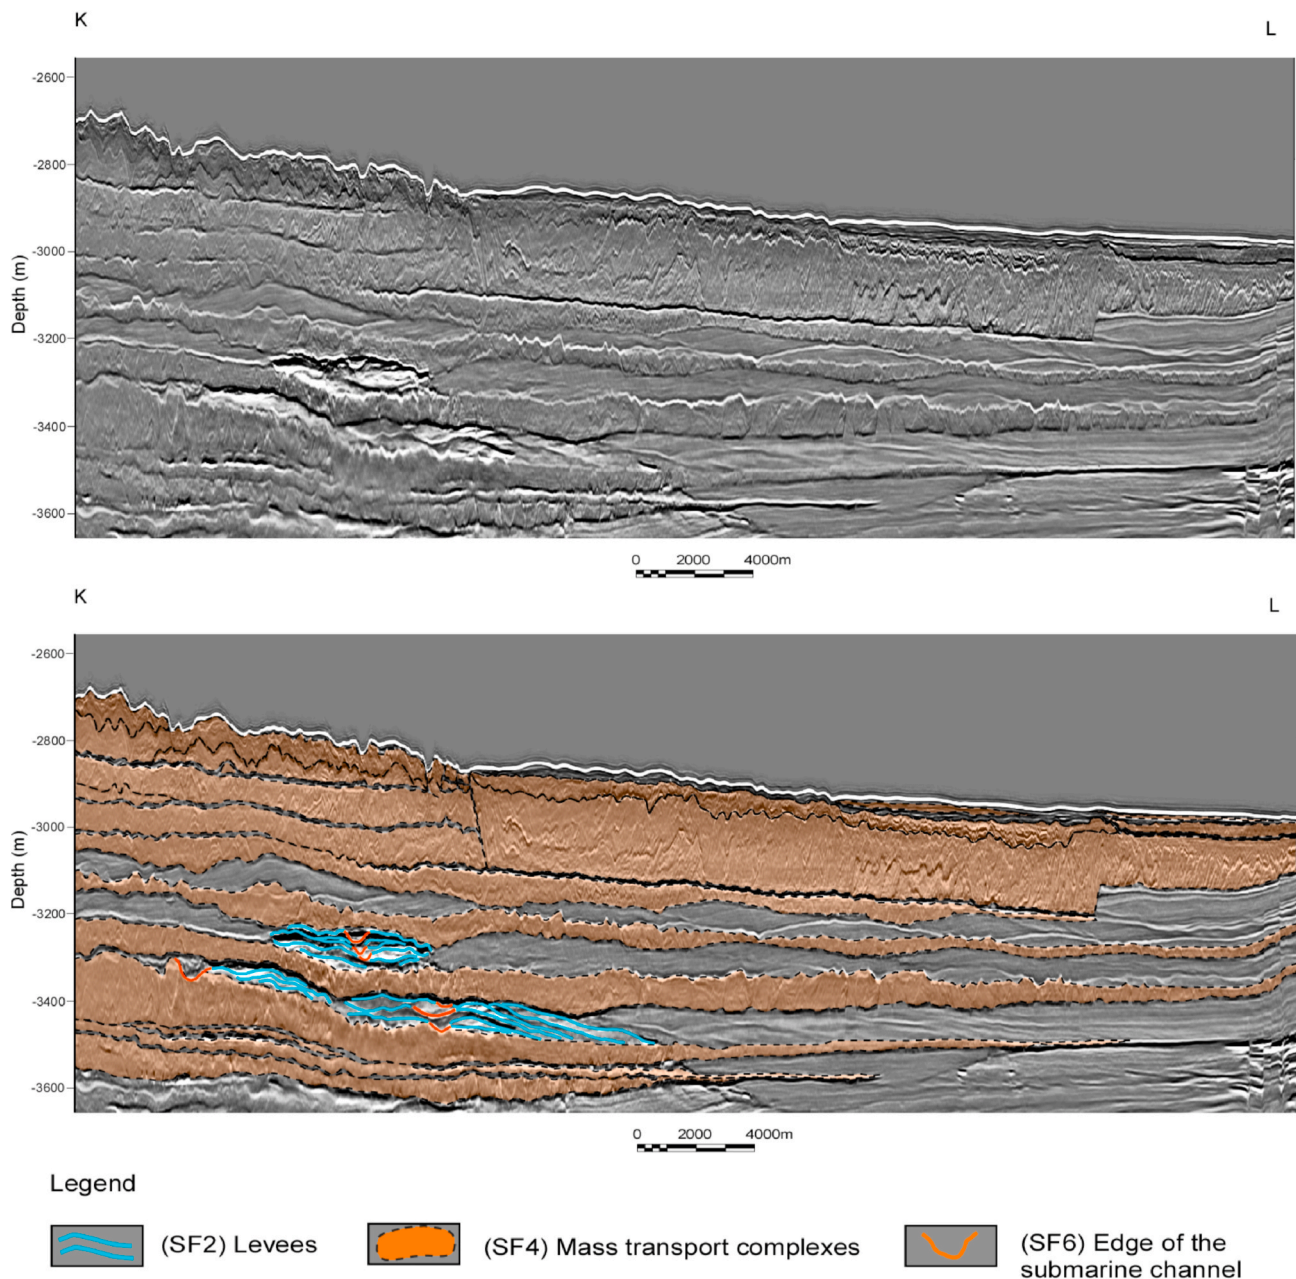 K
L
-2600
-2800
-3000
-3200
-3400
-3600
Depth (m)
0 2000 4000m
K
L
-2600
-2800
-3000
-3200
-3400
-3600
Depth (m)
0 2000 4000m
Legend
(SF2) Levees
(SF4) Mass transport complexes
(SF6) Edge of the
submarine channel